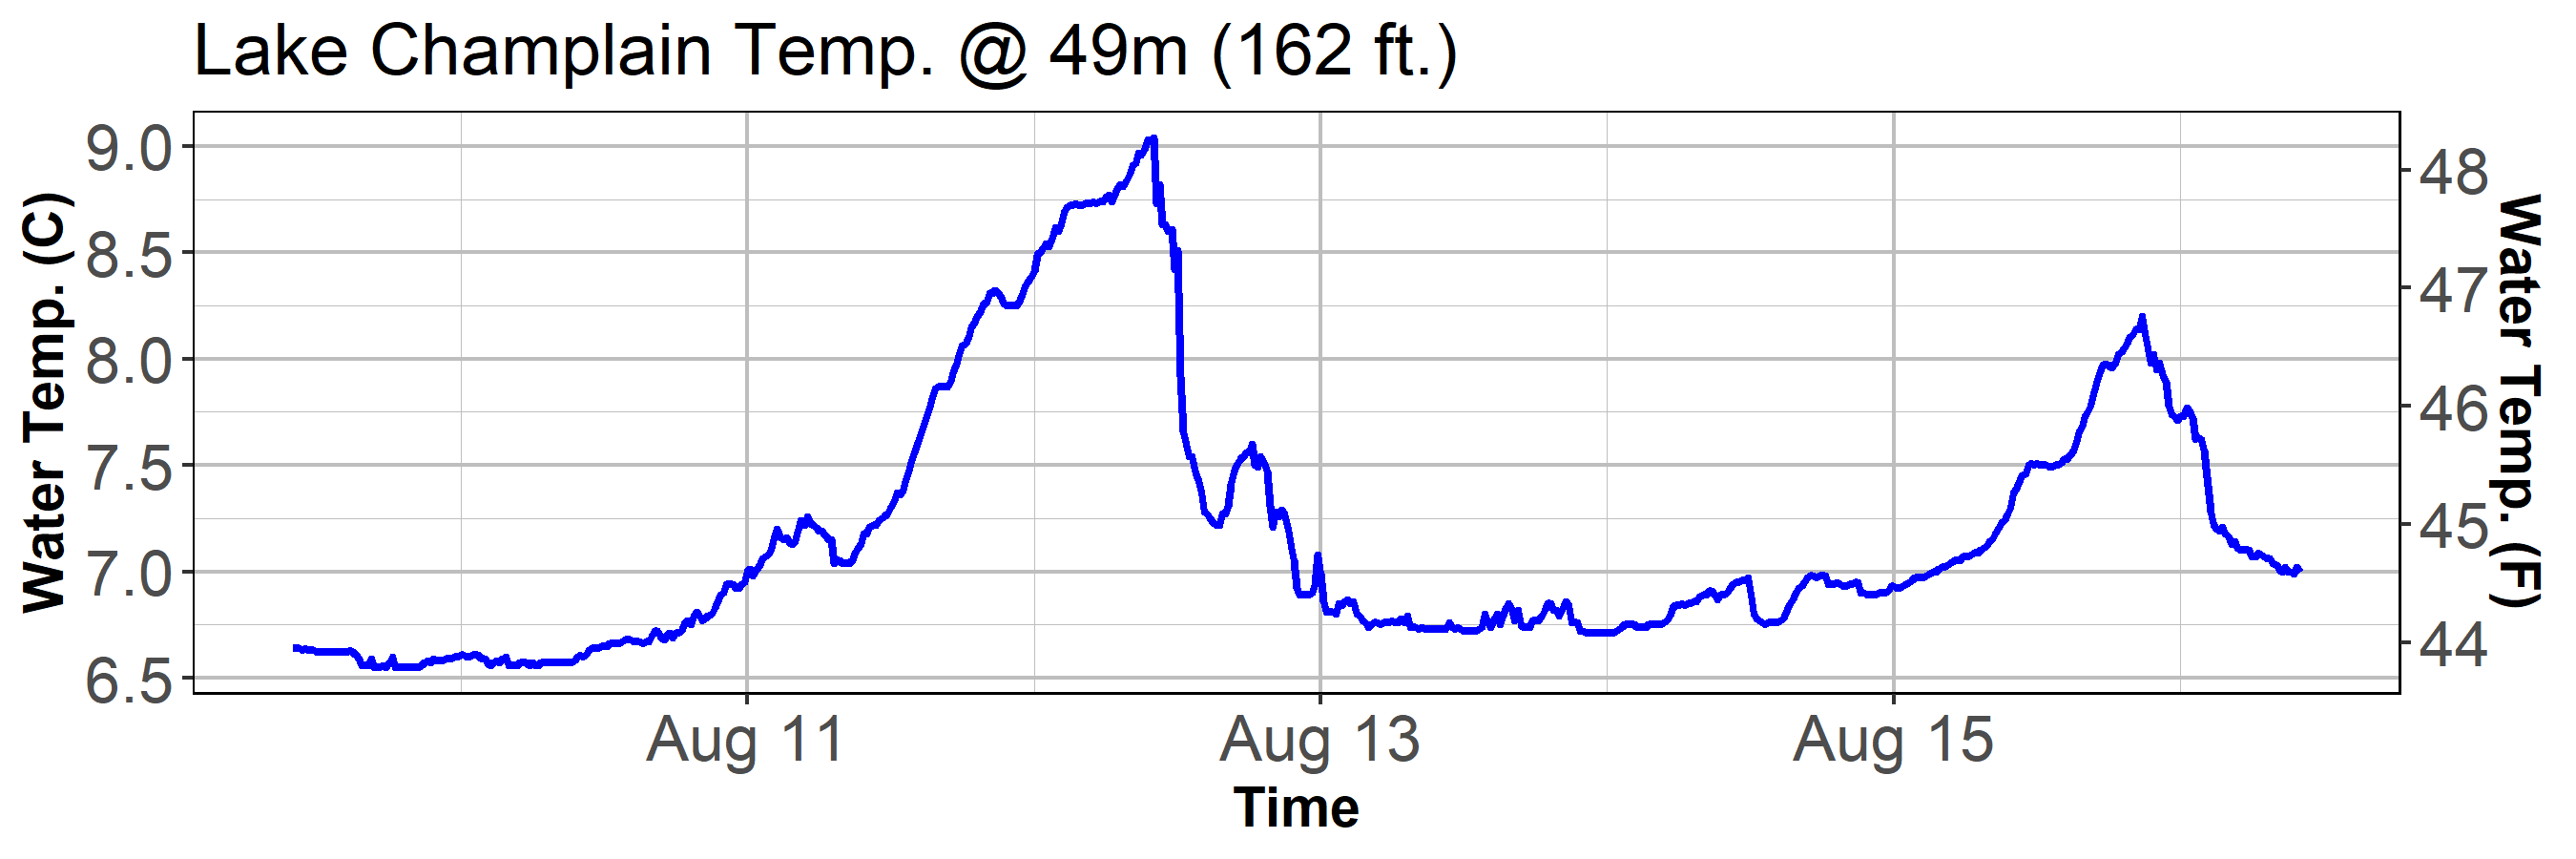 Lake Champlain Temp. @ 49m (162 ft.)
Water Temp. (C)
9.0
8.5
8.0
7.5
7.0
6.5
48
47
46
45
44
Water Temp. (F)
Aug 11
Aug 13
Aug 15
Time